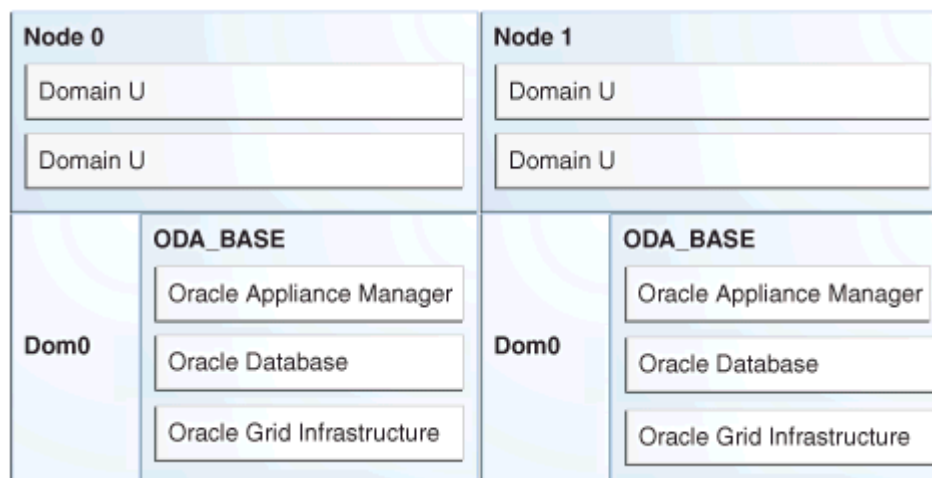 Node 0
Domain U
Domain U
Dom0
ODA_BASE
Oracle Appliance Manager
Oracle Database
Oracle Grid Infrastructure
Node 1
Domain U
Domain U
Dom0
ODA_BASE
Oracle Appliance Manager
Oracle Database
Oracle Grid Infrastructure